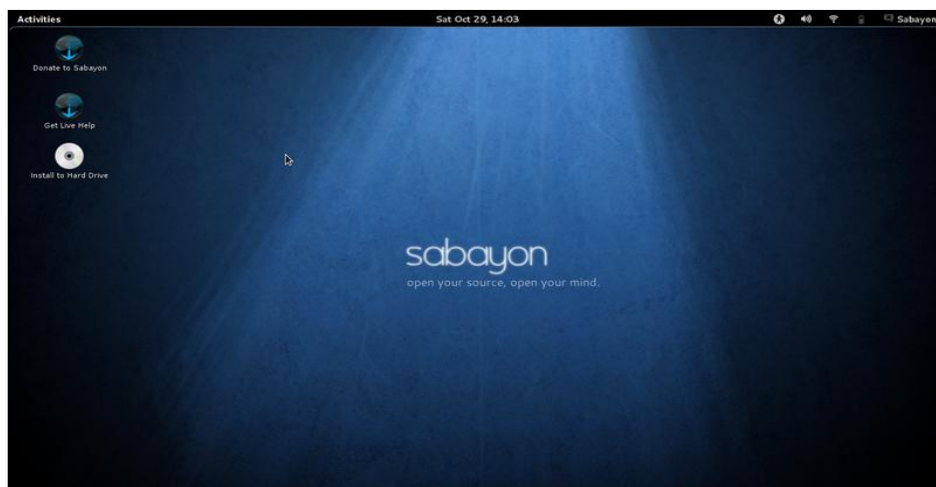 Activities
Sat Oct 29, 14:03
Sabayon
Donate to Sabayon
Get Live Help
Install to Hard Drive
sabayon
open your source, open your mind.